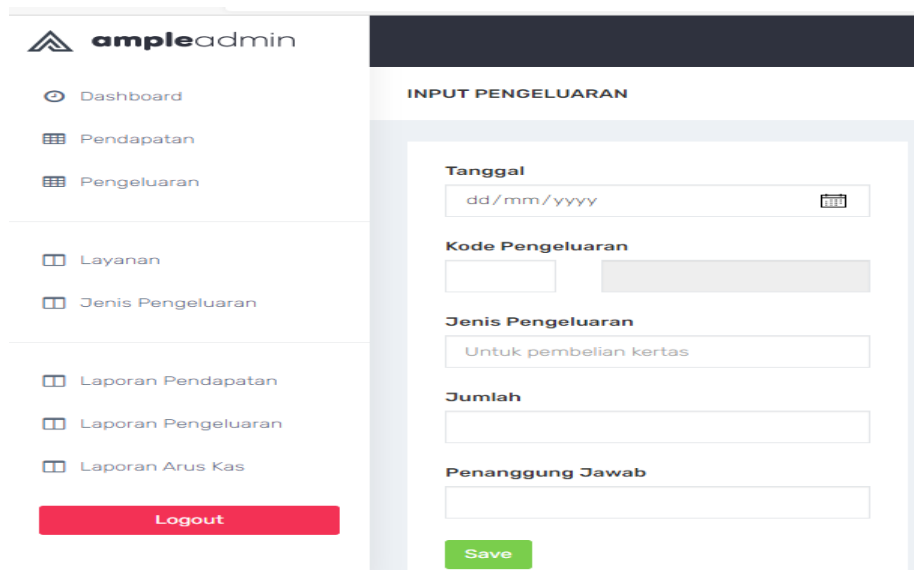 ampleadmin
Dashboard
Pendapatan
Pengeluaran
Layanan
Jenis Pengeluaran
Laporan Pendapatan
Laporan Pengeluaran
Laporan Arus Kas
Logout
INPUT PENGELUARAN
Tanggal
dd/mm/yyyy
Kode Pengeluaran
Jenis Pengeluaran
Untuk pembelian kertas
Jumlah
Penanggung Jawab
Save